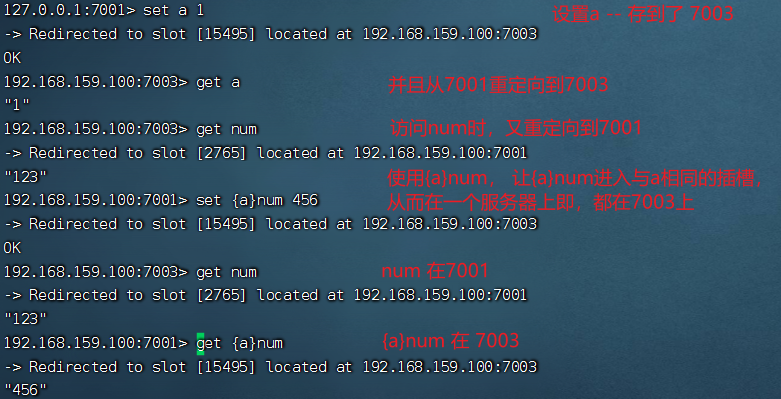 127.0.0.1:7001> set a 1
设置a -- 存到了 7003
-> Redirected to slot [15495] located at 192.168.159.100:7003
OK
192.168.159.100:7003> get a
并且从7001重定向到7003
"1"
192.168.159.100:7003> get num
访问num时，又重定向到7001
-> Redirected to slot [2765] located at 192.168.159.100:7001
"123"
使用{a}num， 让{a}num进入与a相同的插槽，
192.168.159.100:7001> set {a}num 456
从而在一个服务器上即，都在7003上
-> Redirected to slot [15495] located at 192.168.159.100:7003
OK
192.168.159.100:7003> get num
num 在7001
-> Redirected to slot [2765] located at 192.168.159.100:7001
"123"
192.168.159.100:7001> get {a}num
{a}num 在 7003
-> Redirected to slot [15495] located at 192.168.159.100:7003
"456"